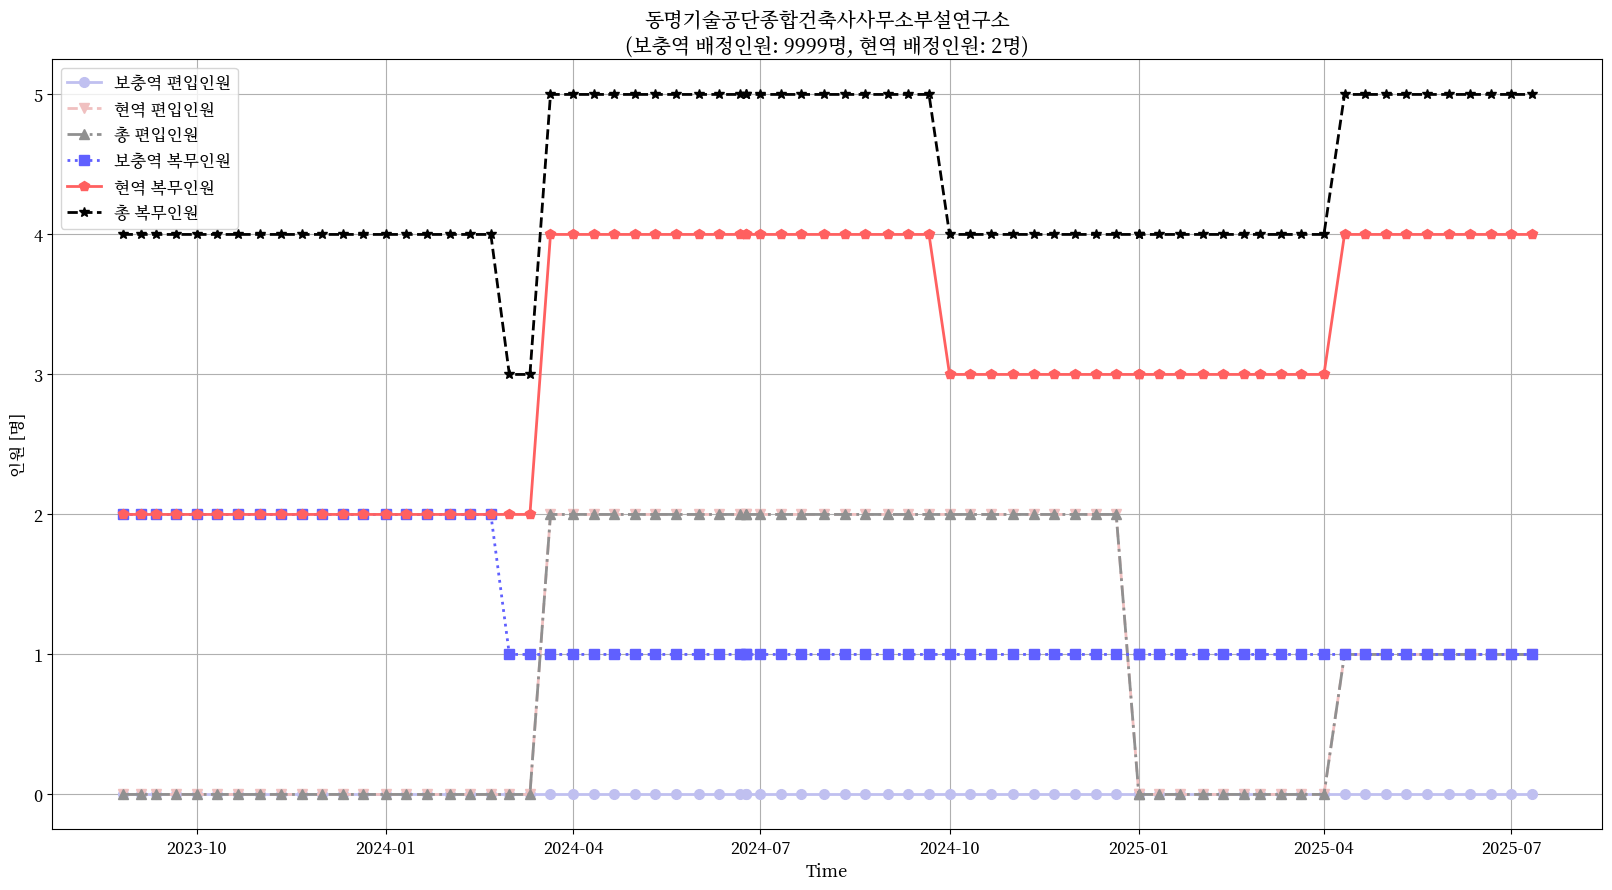 동명기술공단종합건축사사무소부설연구소
(보충역 배정인원: 9999명, 현역 배정인원: 2명)
보충역 편입인원
현역 편입인원
총 편입인원
보충역 복무인원
현역 복무인원
총 복무인원
5
4
3
2
1
0
인원 [명]
2023-10
2024-01
2024-04
2024-07
2024-10
2025-01
2025-04
2025-07
Time